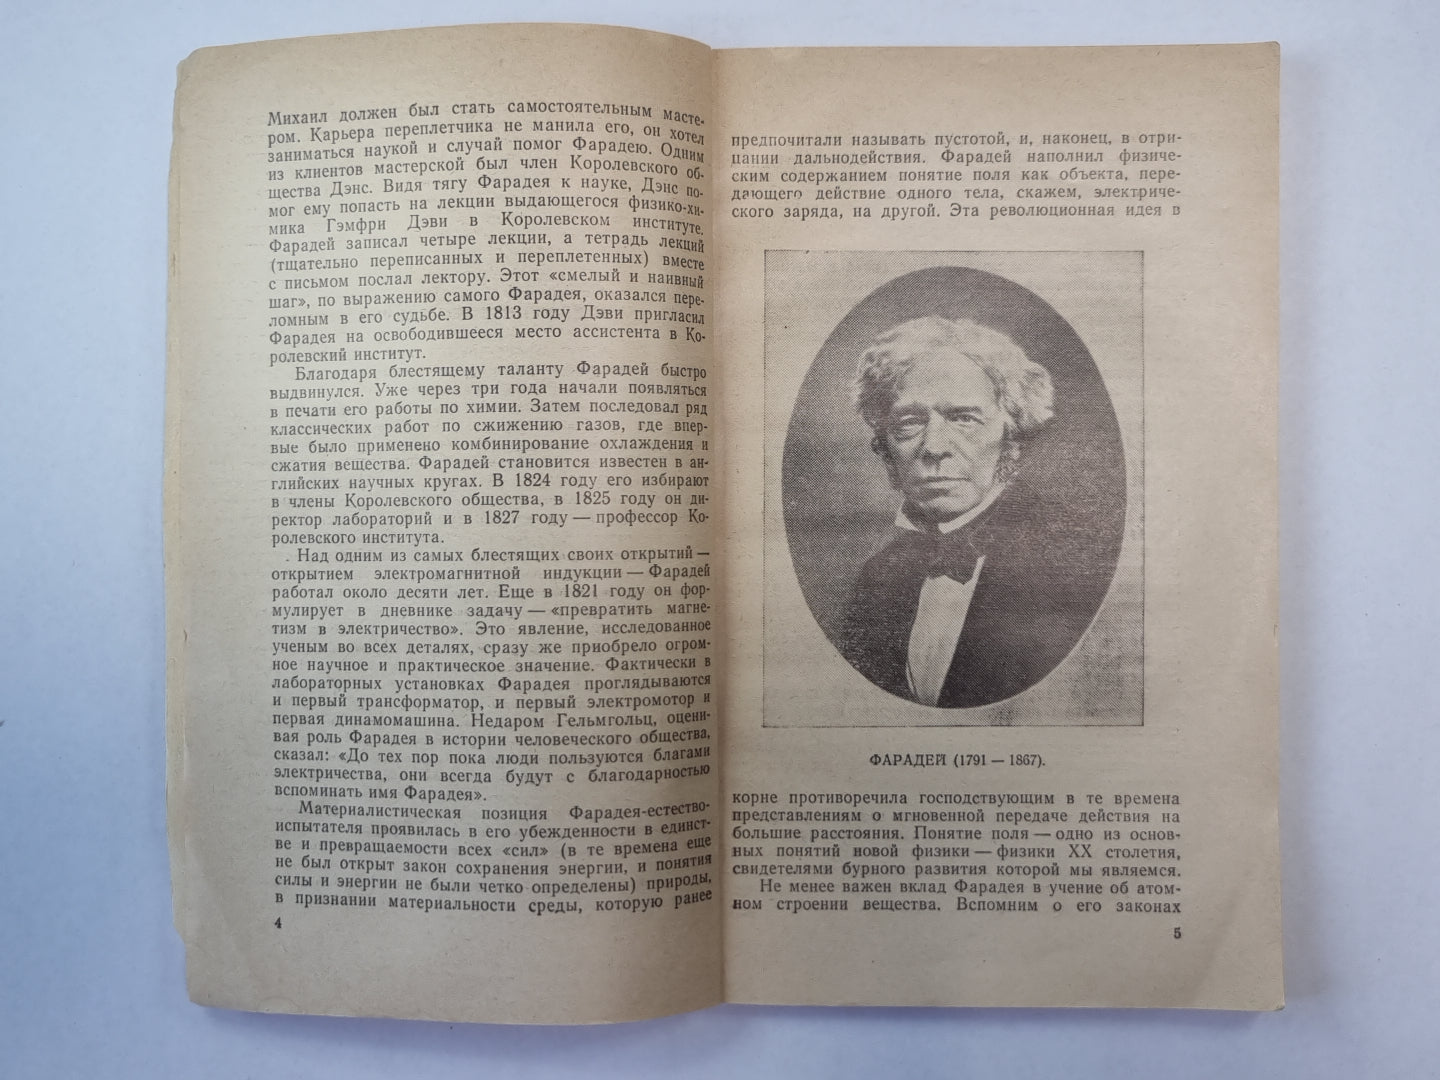 Михаил должен был стать самостоятельным масте-
ром. Карьера переплетчика не манила его, он хотел
заниматься наукой и случай помог Фарадею. Одним
из клиентов мастерской был член Королевского об-
щества Дэнс. Видя тягу Фарадея к науке, Дэнс по-
мог ему попасть на лекции выдающегося физико-хи-
мика Гэмфри Дэви в Королевском институте.
Фарадей записал четыре лекции, а тетрадь лекций
(тщательно переписанных и переплетенных) вместе
с письмом послал лектору. Этот «смелый и наивный
шаг», по выражению самого Фарадея, оказался пере-
ломным в его судьбе. В 1813 году Дэви пригласил
Фарадея на освободившееся место ассистента в Ко-
ролевский институт.
Благодаря блестящему таланту Фарадей быстро
выдвинулся. Уже через три года начали появляться
в печати его работы по химии. Затем последовал ряд
классических работ по сжижению газов, где впер-
вые было применено комбинирование охлаждения и
сжатия вещества. Фарадей становится известен в ан-
глийских научных кругах. В 1824 году его избирают
в члены Королевского общества, в 1825 году он ди-
ректор лабораторий и в 1827 году — профессор Ко-
ролевского института.
Над одним из самых блестящих своих открытий —
открытием электромагнитной индукции — Фарадей
работал около десяти лет. Еще в 1821 году он фор-
мулирует в дневнике задачу — «превратить магне-
тизм в электричество». Это явление, исследованное
ученым во всех деталях, сразу же приобрело огром-
ное научное и практическое значение. Фактически в
лабораторных установках Фарадея проглядываются
и первый трансформатор, и первый электромотор и
первая динамомашина. Недаром Гельмгольц, оцени-
вая роль Фарадея в истории человеческого общества,
сказал: «До тех пор пока люди пользуются благами
электричества, они всегда будут с благодарностью
вспоминать имя Фарадея».
Материалистическая позиция Фарадея-естество-
испытателя проявилась в его убежденности в единст-
ве и превращаемости всех «сил» (в те времена еще
не был открыт закон сохранения энергии, и понятия
силы и энергии не были четко определены) природы,
в признании материальности среды, которую ранее
4
предпочитали называть пустотой, и, наконец, в отри-
цании дальнодействия. Фарадей наполнил физиче-
ским содержанием понятие поля как объекта, пере-
дающего действие одного тела, скажем, электриче-
ского заряда, на другой. Эта революционная идея в
ФАРАДЕЙ (1791 — 1867).
корне противоречила господствующим в те времена
представлениям о мгновенной передаче действия на
большие расстояния. Понятие поля — одно из основ-
ных понятий новой физики — физики XX столетия,
свидетелями бурного развития которой мы являемся.
Не менее важен вклад Фарадея в учение об атом-
ном строении вещества. Вспомним о его законах
5